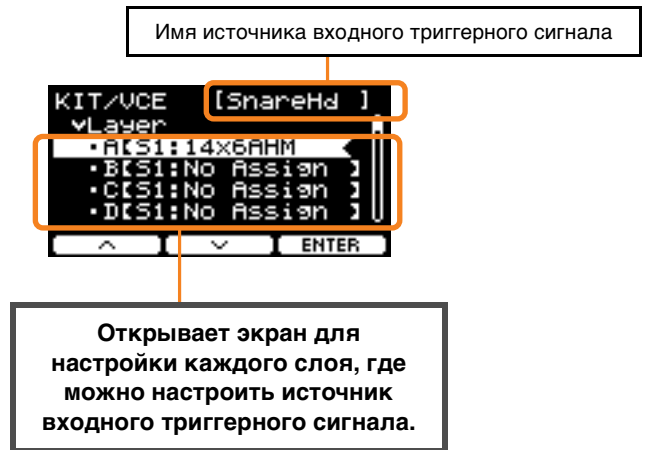 Имя источника входного триггерного сигнала
KIT/VCE [SnareHd ]
Layer
•A[S1:14x6AHM
•B[S1:No Assign ]
•C[S1:No Assign ]
•D[S1:No Assign ]
ENTER
Открывает экран для
настройки каждого слоя, где
можно настроить источник
входного триггерного сигнала.